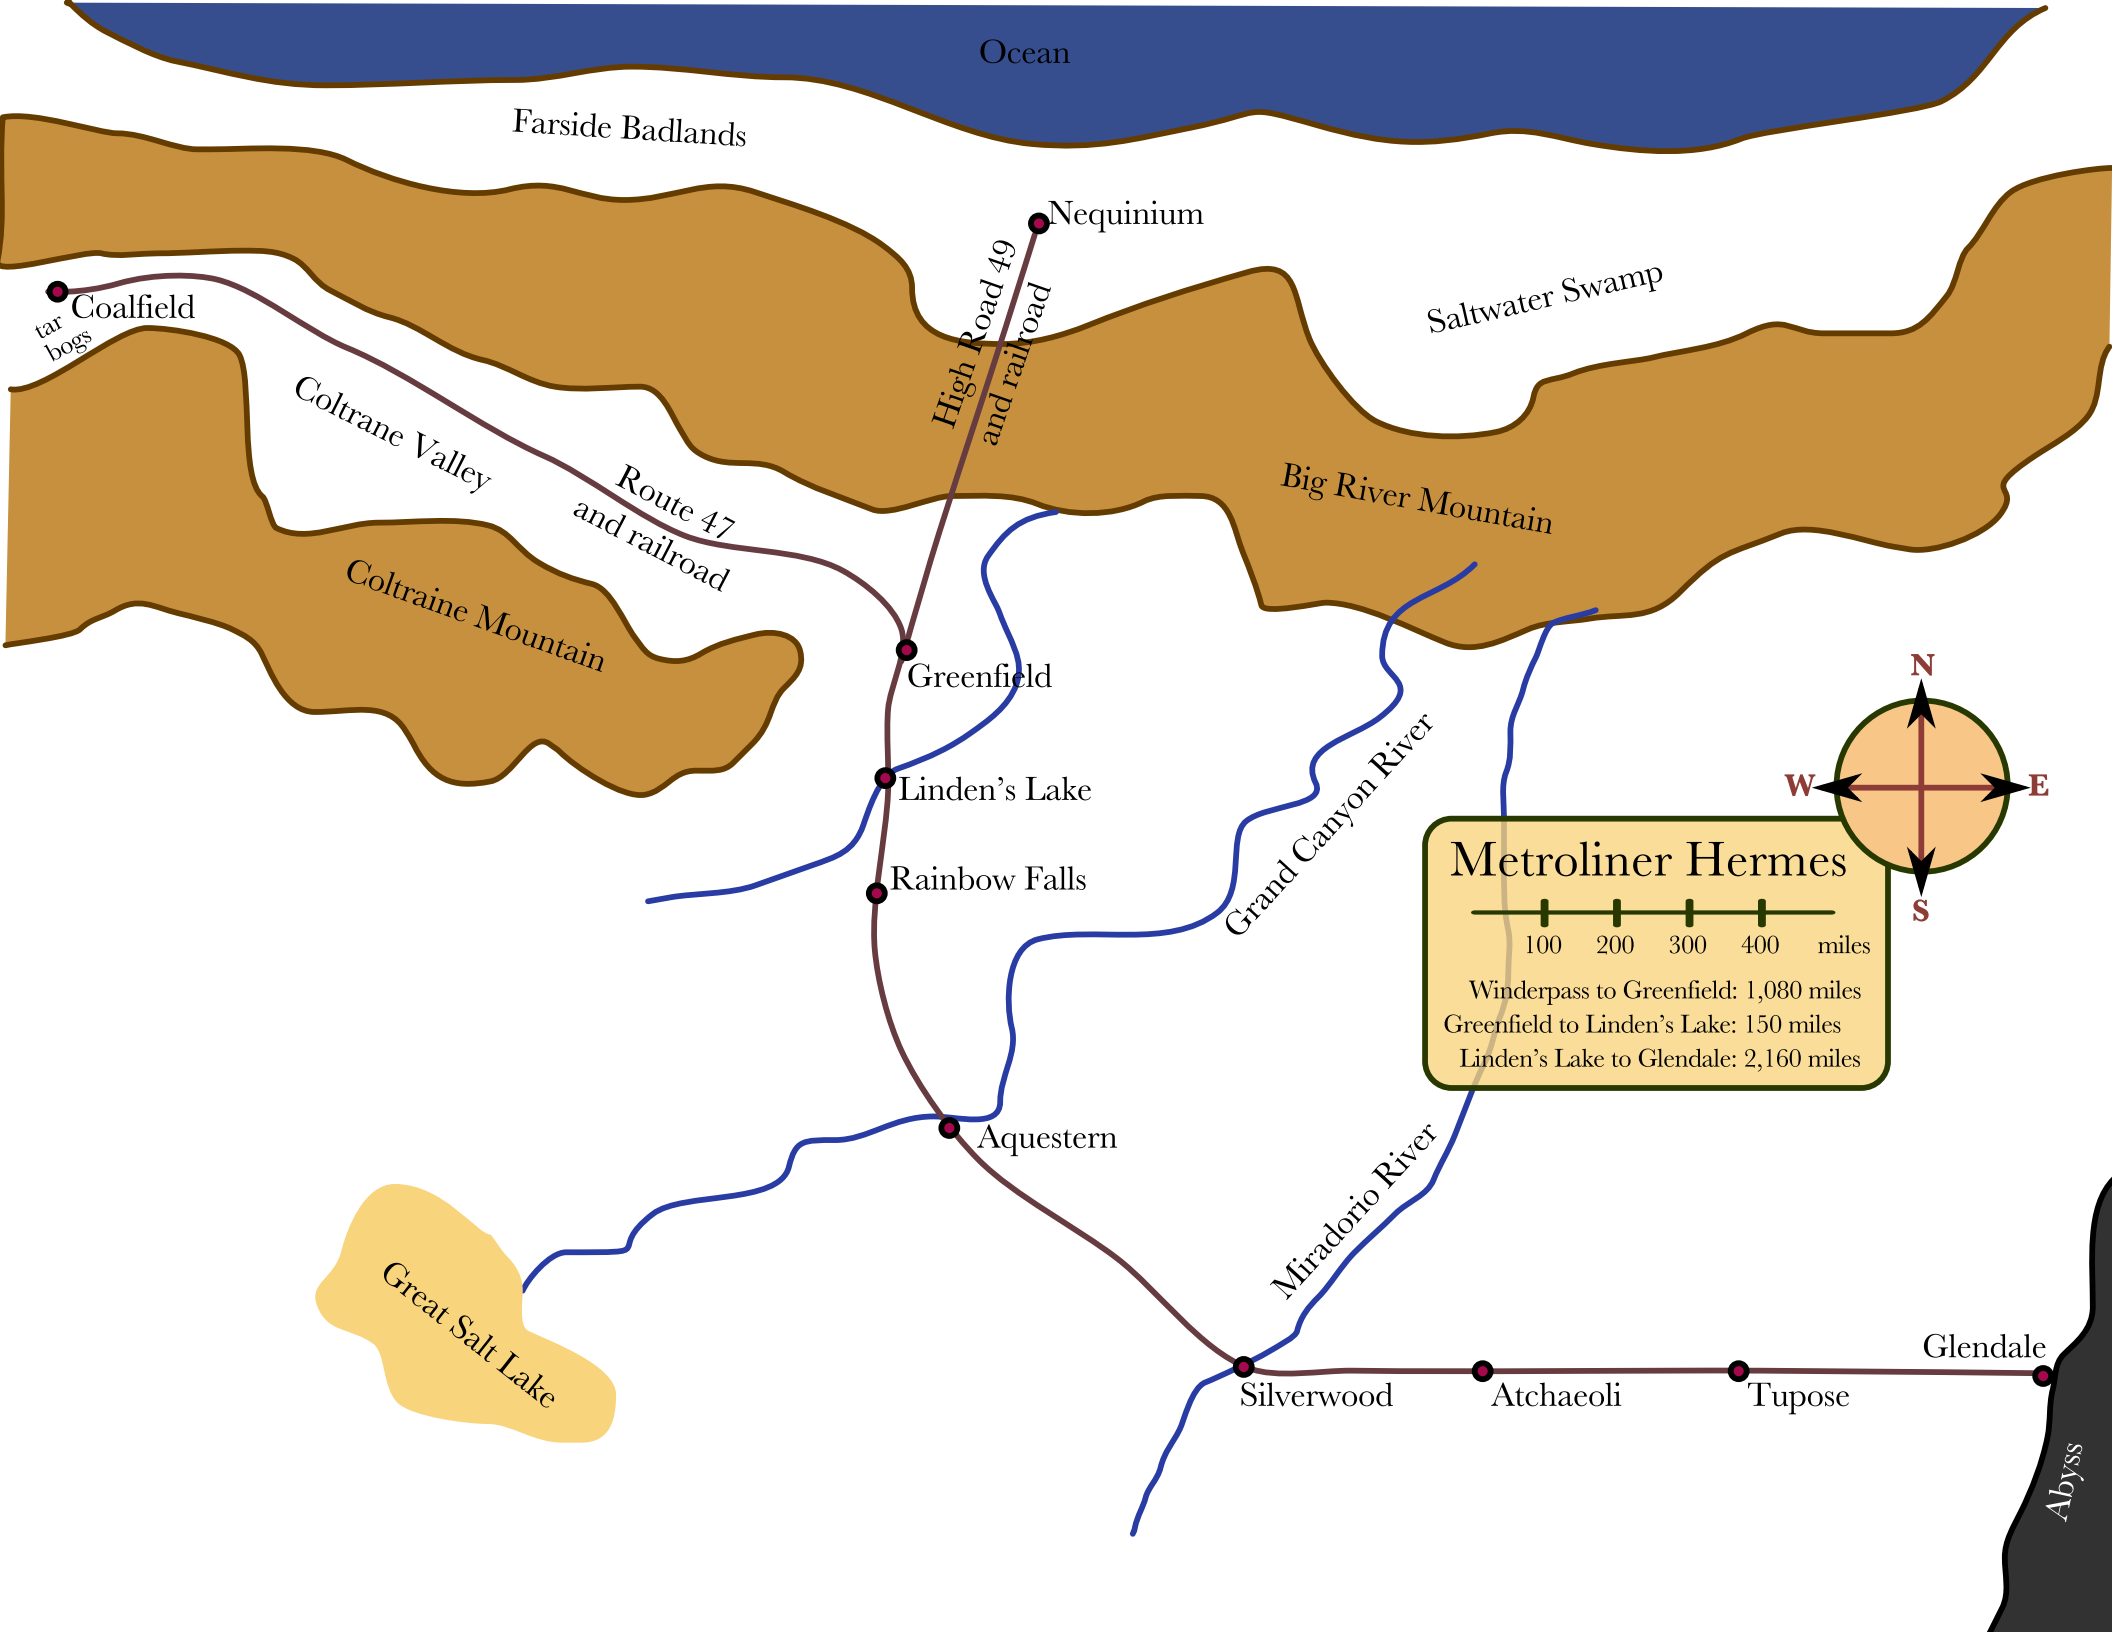 Ocean
Farside Badlands
Nequinium
High Road 49
and railroad
Saltwater Swamp
Coalfield
tar
bogs
Coltrane Valley
Route 47
and railroad
Big River Mountain
Coltraine Mountain
Greenfield
Linden's Lake
Rainbow Falls
Grand Canyon River
N
W
E
S
Metroliner Hermes
100 200 300 400 miles
Winderpass to Greenfield: 1,080 miles
Greenfield to Linden's Lake: 150 miles
Linden's Lake to Glendale: 2,160 miles
Aquestern
Miradorio River
Great Salt Lake
Silverwood
Atchaeoli
Tupose
Glendale
Abyss